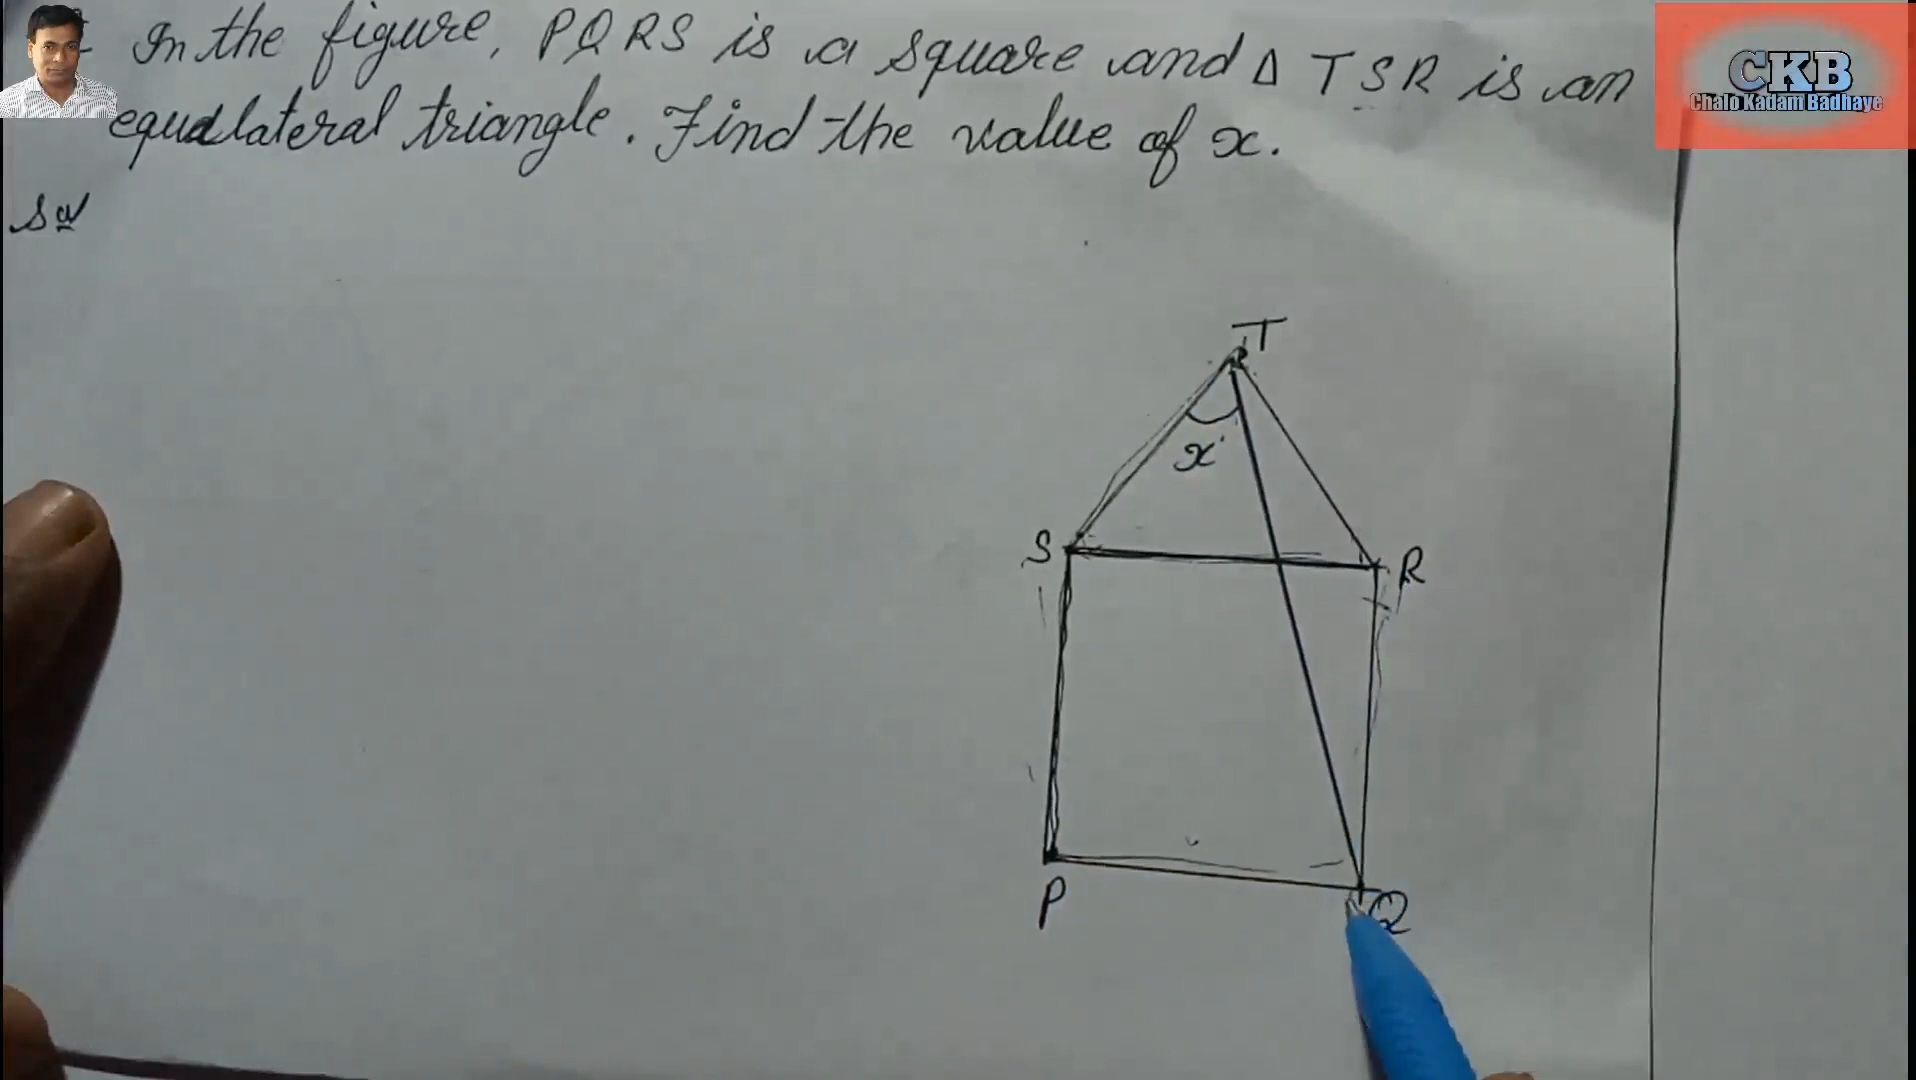 In the figure, PQRS is a square and Δ TSR is an
equalateral triangle. Find the value of x.
Sol
CKB
Chalo Kadam Badhaye
T
x
S
R
P
Q